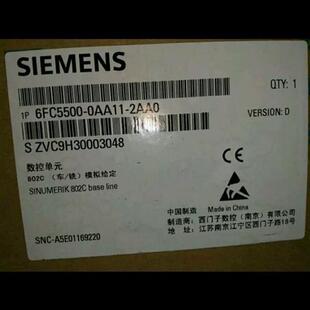 SIEMENS
QTY: 1
1P 6FC5500-0AA11-2AA0
VERSION: D
S ZVC9H30003048
数控单元
802C（车/铣）模拟给定
SINUMERIK 802C base line
中国制造 Made in China
制造商： 西门子数控（南京）有限公司
地址： 江苏南京江宁区西门子路18号
SNC-A5E01169220